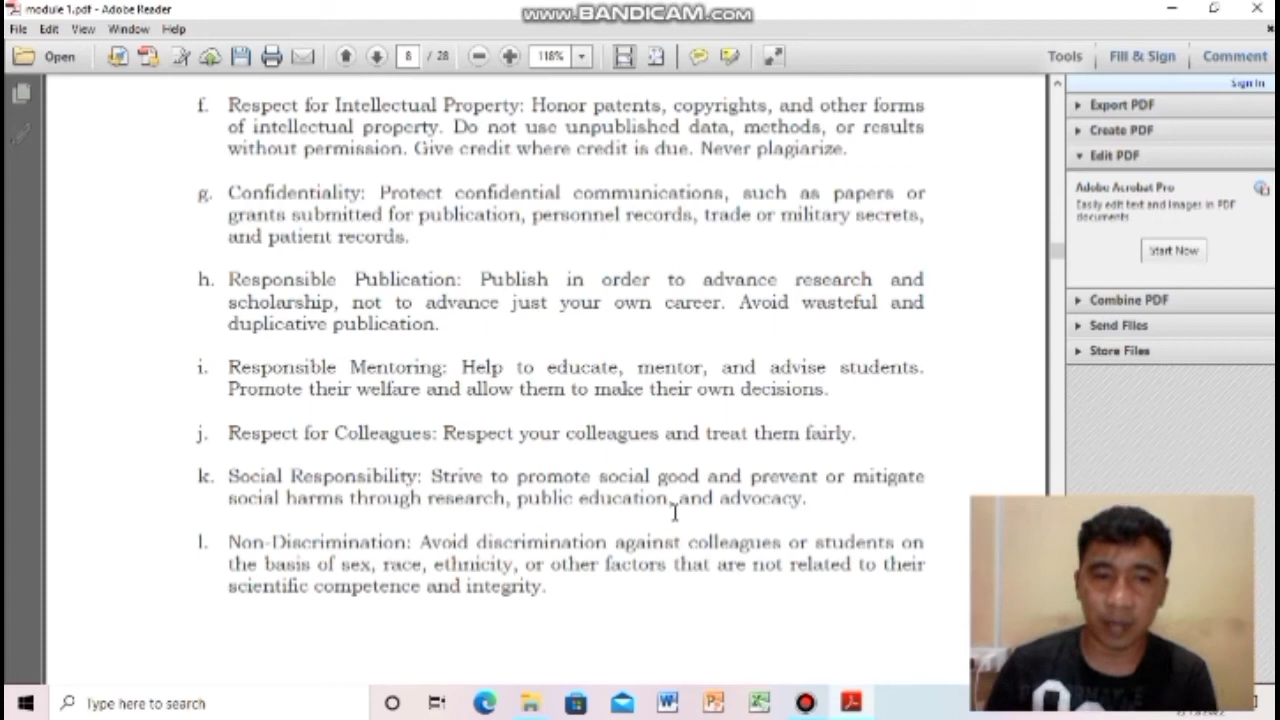 module 1.pdf - Adobe Reader
www.BANDICAM.com
File Edit View Window Help
Open 8 / 28 118% Tools Fill & Sign Comment
Sign In
f. Respect for Intellectual Property: Honor patents, copyrights, and other forms
of intellectual property. Do not use unpublished data, methods, or results
without permission. Give credit where credit is due. Never plagiarize.
g. Confidentiality: Protect confidential communications, such as papers or
grants submitted for publication, personnel records, trade or military secrets,
and patient records.
h. Responsible Publication: Publish in order to advance research and
scholarship, not to advance just your own career. Avoid wasteful and
duplicative publication.
i. Responsible Mentoring: Help to educate, mentor, and advise students.
Promote their welfare and allow them to make their own decisions.
j. Respect for Colleagues: Respect your colleagues and treat them fairly.
k. Social Responsibility: Strive to promote social good and prevent or mitigate
social harms through research, public education, and advocacy.
l. Non-Discrimination: Avoid discrimination against colleagues or students on
the basis of sex, race, ethnicity, or other factors that are not related to their
scientific competence and integrity.
Export PDF
Create PDF
Edit PDF
Adobe Acrobat Pro
Easily edit text and images in PDF
documents
Start Now
Combine PDF
Send Files
Store Files
Type here to search